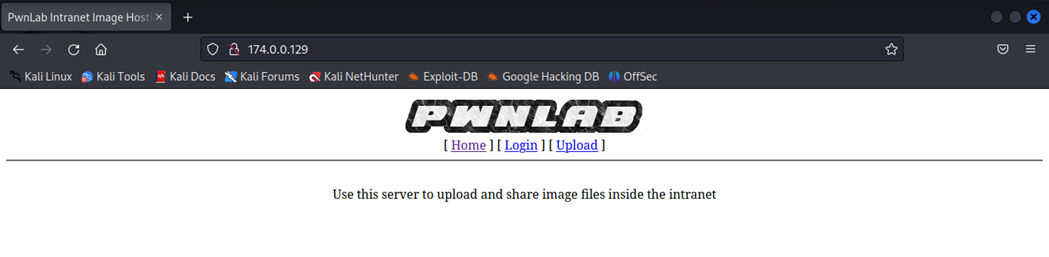 PwnLab Intranet Image Hosti
174.0.0.129
Kali Linux Kali Tools Kali Docs Kali Forums Kali NetHunter Exploit-DB Google Hacking DB OffSec
PWNLAB
[ Home ] [ Login ] [ Upload ]
Use this server to upload and share image files inside the intranet